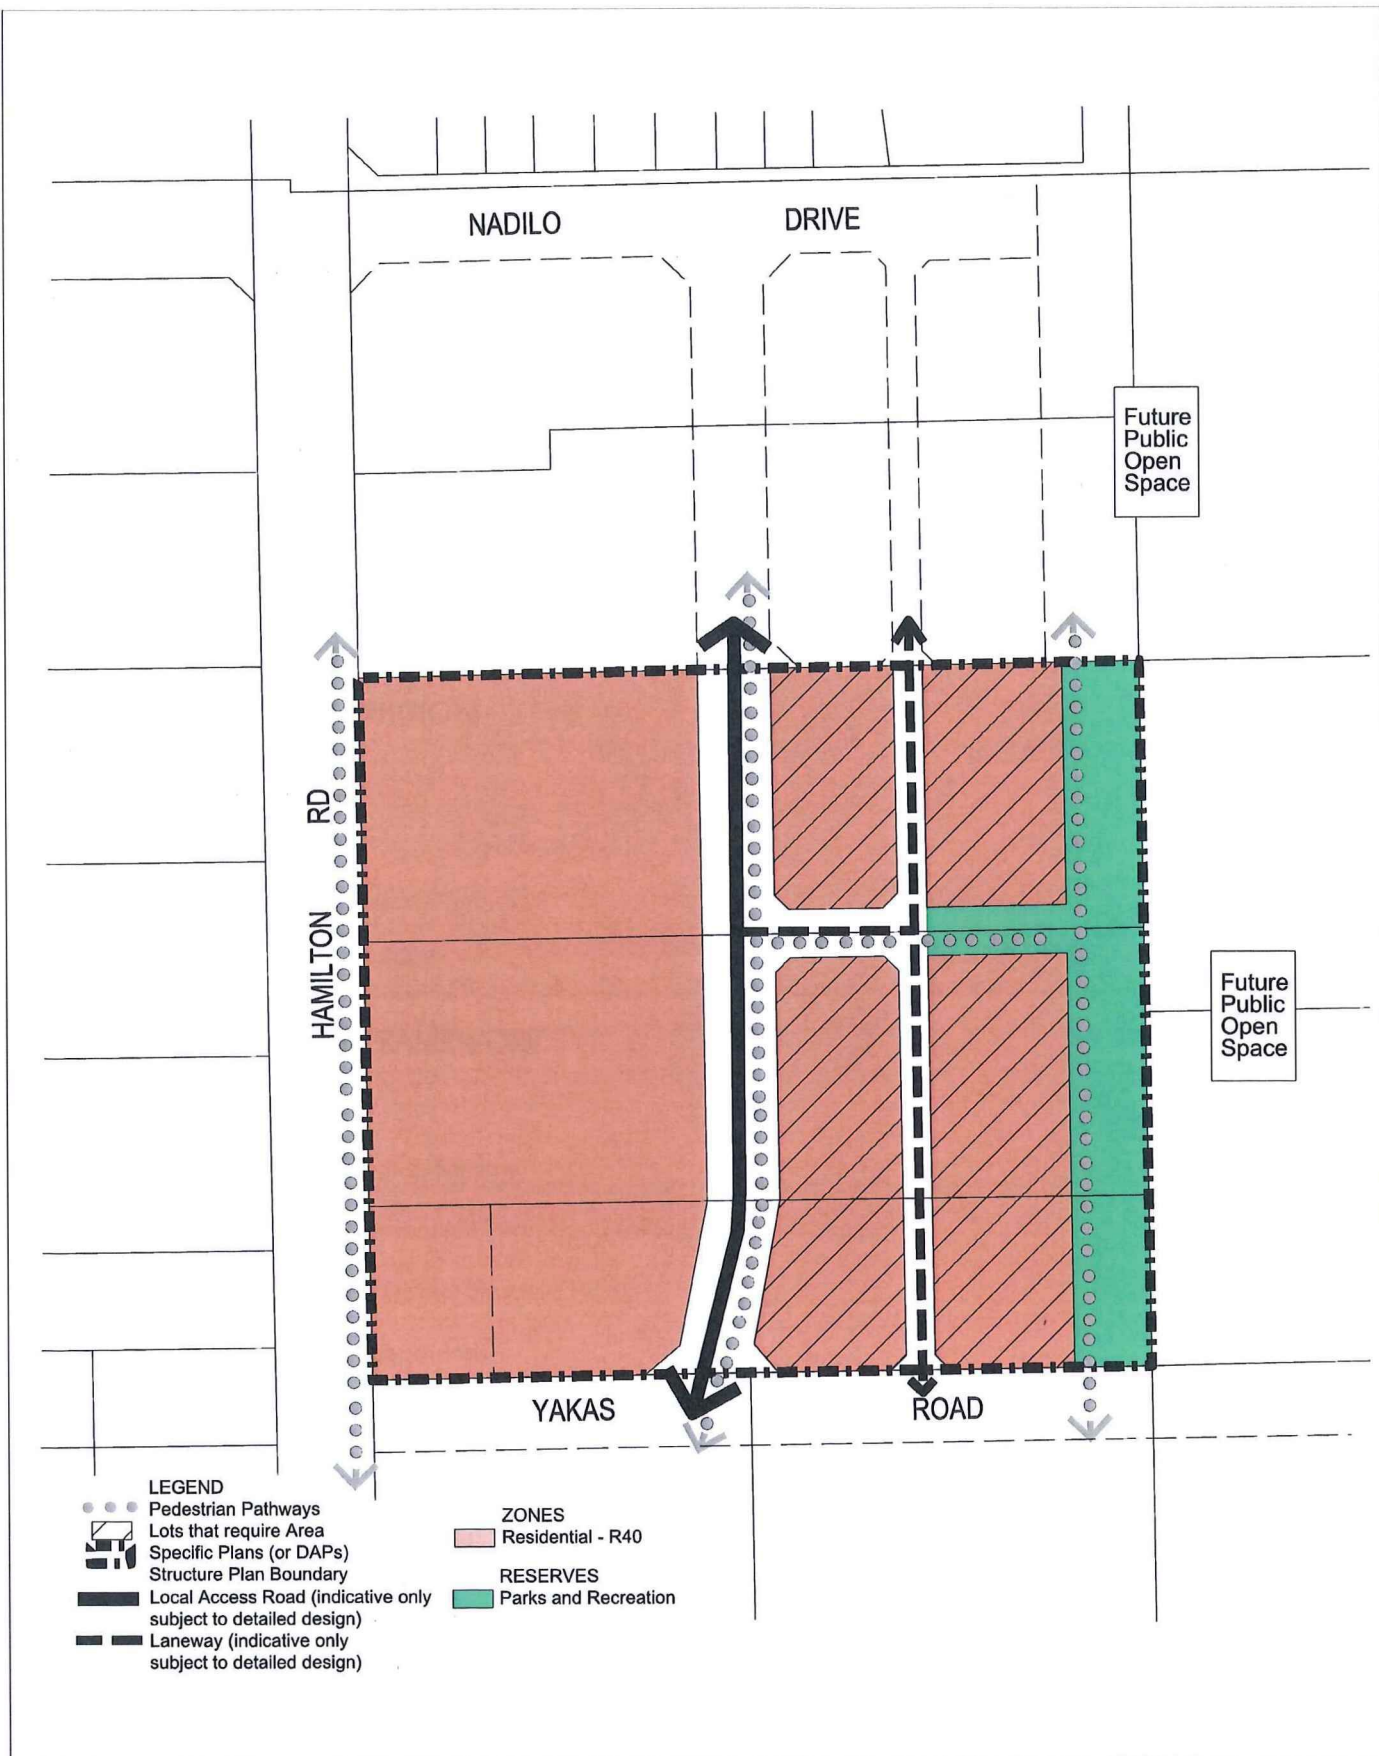 NADILO DRIVE
Future
Public
Open
Space
HAMILTON RD
Future
Public
Open
Space
YAKAS ROAD
LEGEND
Pedestrian Pathways
Lots that require Area
Specific Plans (or DAPs)
Structure Plan Boundary
Local Access Road (indicative only
subject to detailed design)
Laneway (indicative only
subject to detailed design)
ZONES
Residential - R40
RESERVES
Parks and Recreation